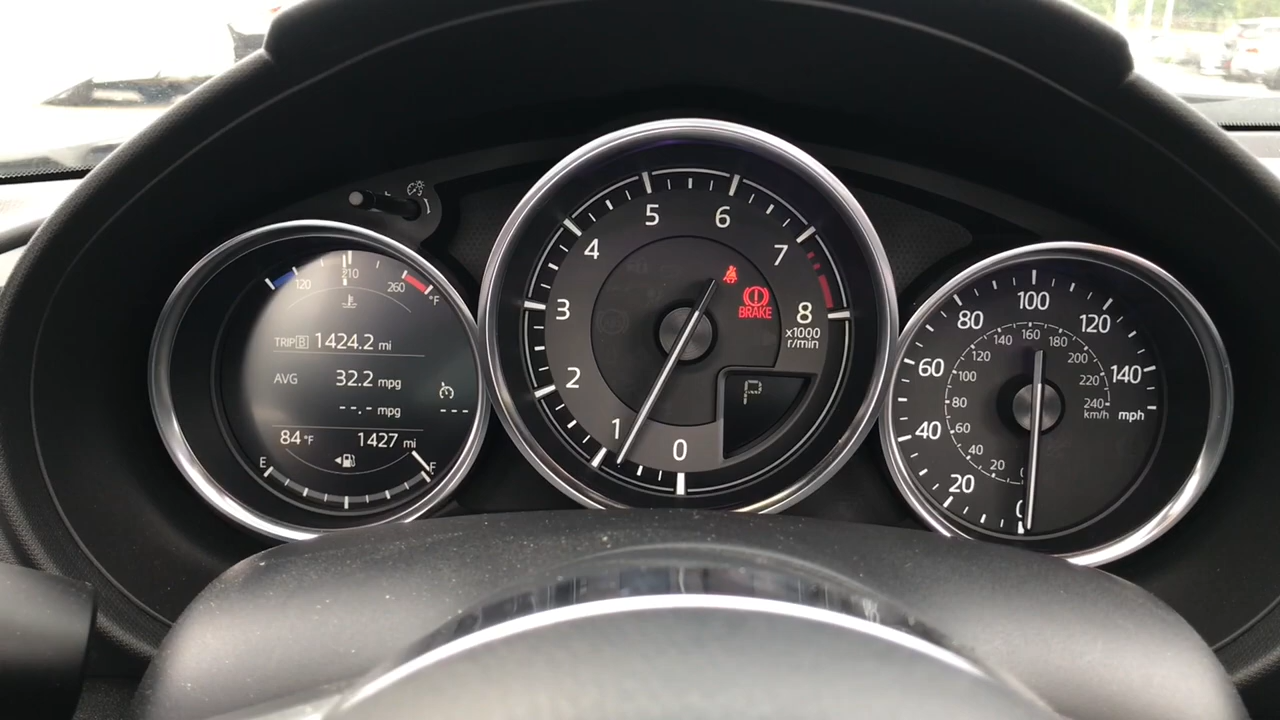 120 210 260 °F
TRIP B 1424.2 mi
AVG 32.2 mpg
--.- mpg
---
84 °F 1427 mi
E F
0
1
2
3
4
5
6
7
8
x1000
r/min
BRAKE
P
0
20
40
60
80
100
120
140
mph
0
20
40
60
80
100
120
140
160
180
200
220
240
km/h